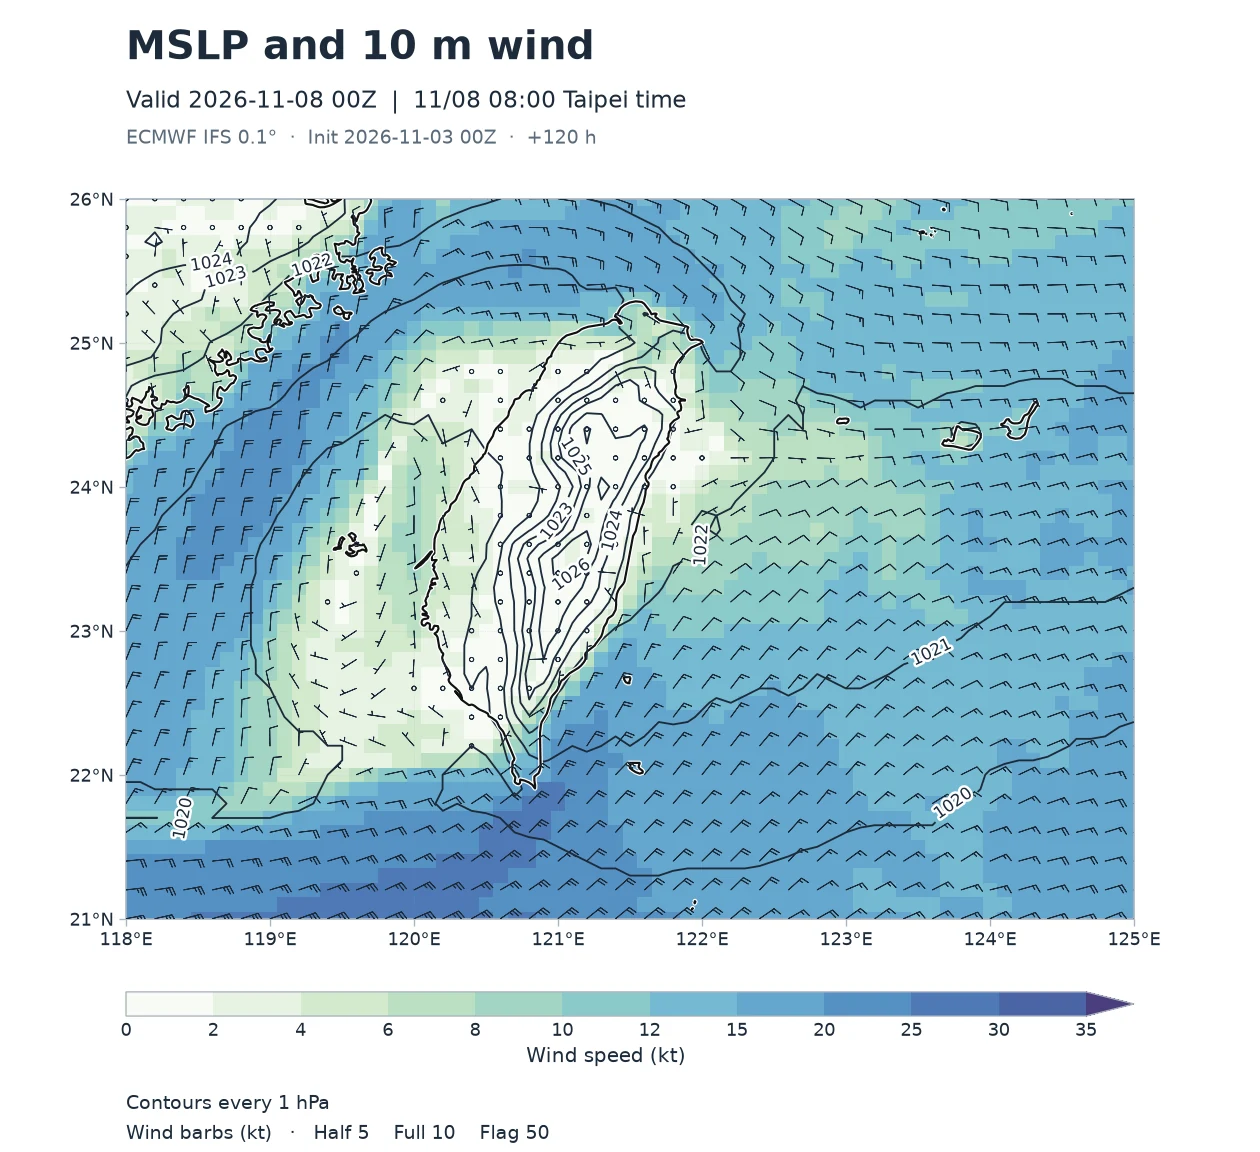 MSLP and 10 m wind
Valid 2026-11-08 00Z | 11/08 08:00 Taipei time
ECMWF IFS 0.1° · Init 2026-11-03 00Z · +120 h
26°N
25°N
24°N
23°N
22°N
21°N
1024
1023
1022
1025
1023
1024
1026
1022
1021
1020
1020
118°E 119°E 120°E 121°E 122°E 123°E 124°E 125°E
0 2 4 6 8 10 12 15 20 25 30 35
Wind speed (kt)
Contours every 1 hPa
Wind barbs (kt) · Half 5 Full 10 Flag 50